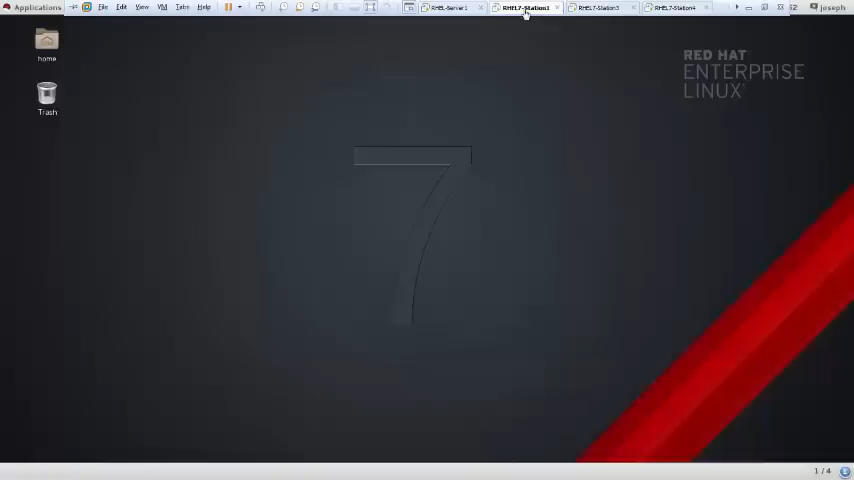 Applications File Edit View VM Tabs Help RHEL-Server1 RHEL7-Station1 RHEL7-Station3 RHEL7-Station4 joseph
home
Trash
RED HAT
ENTERPRISE
LINUX
7
1 / 4